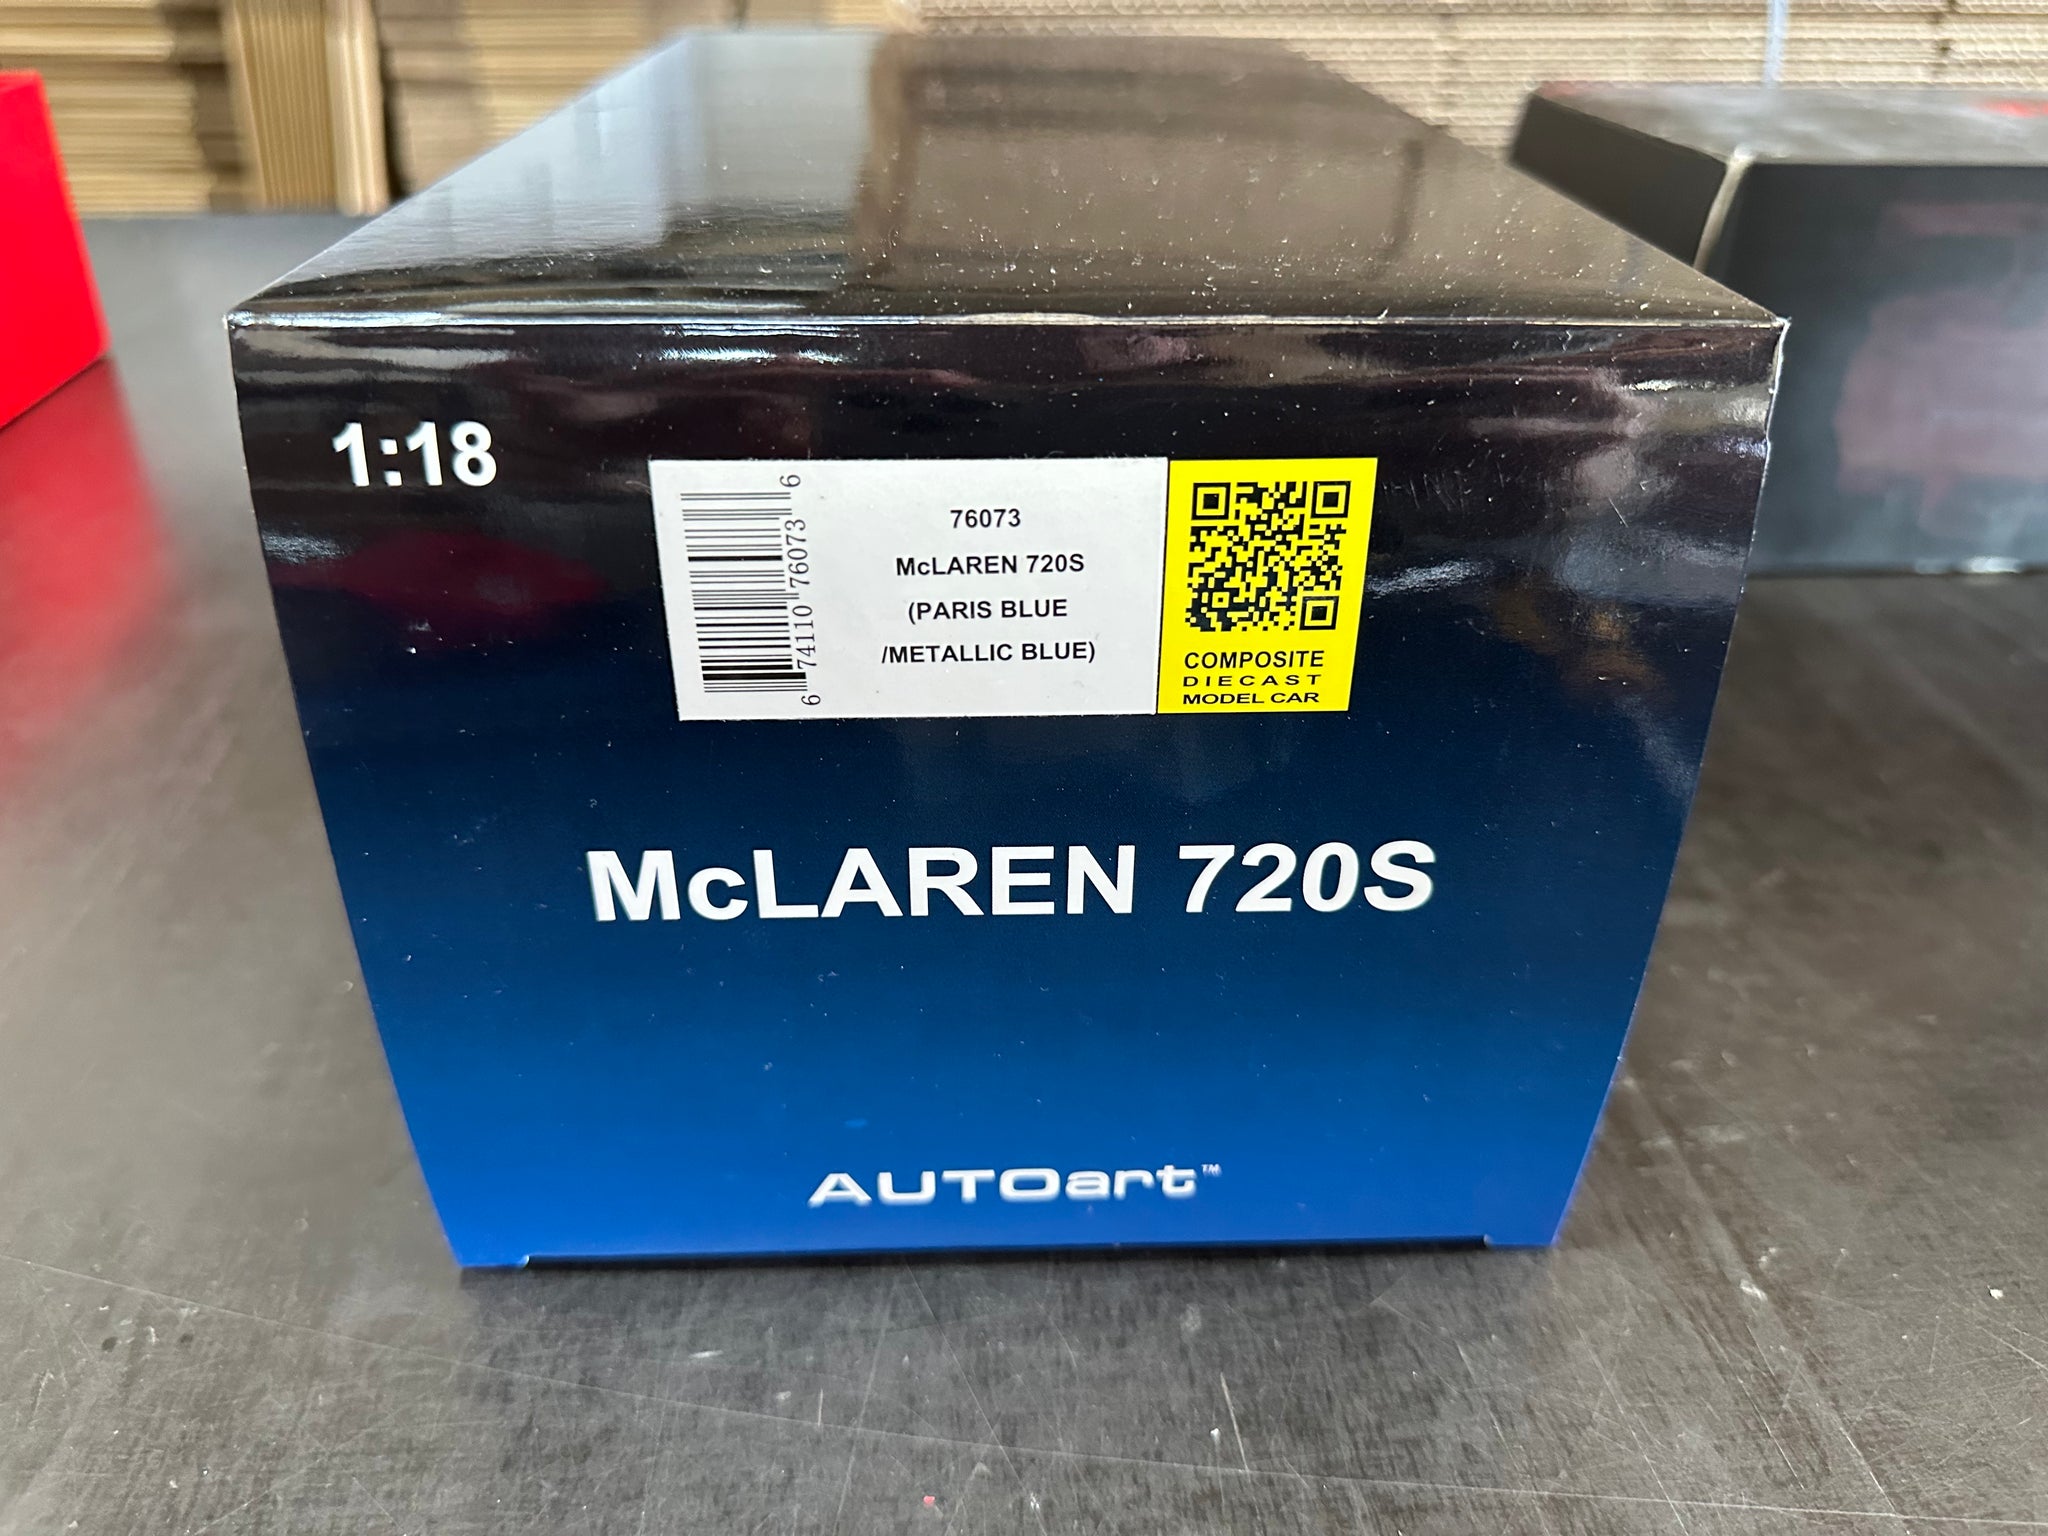 1:18
6 74110 76073 6
76073
McLAREN 720S
(PARIS BLUE
/METALLIC BLUE)
COMPOSITE
DIECAST
MODEL CAR
McLAREN 720S
AUTOart™